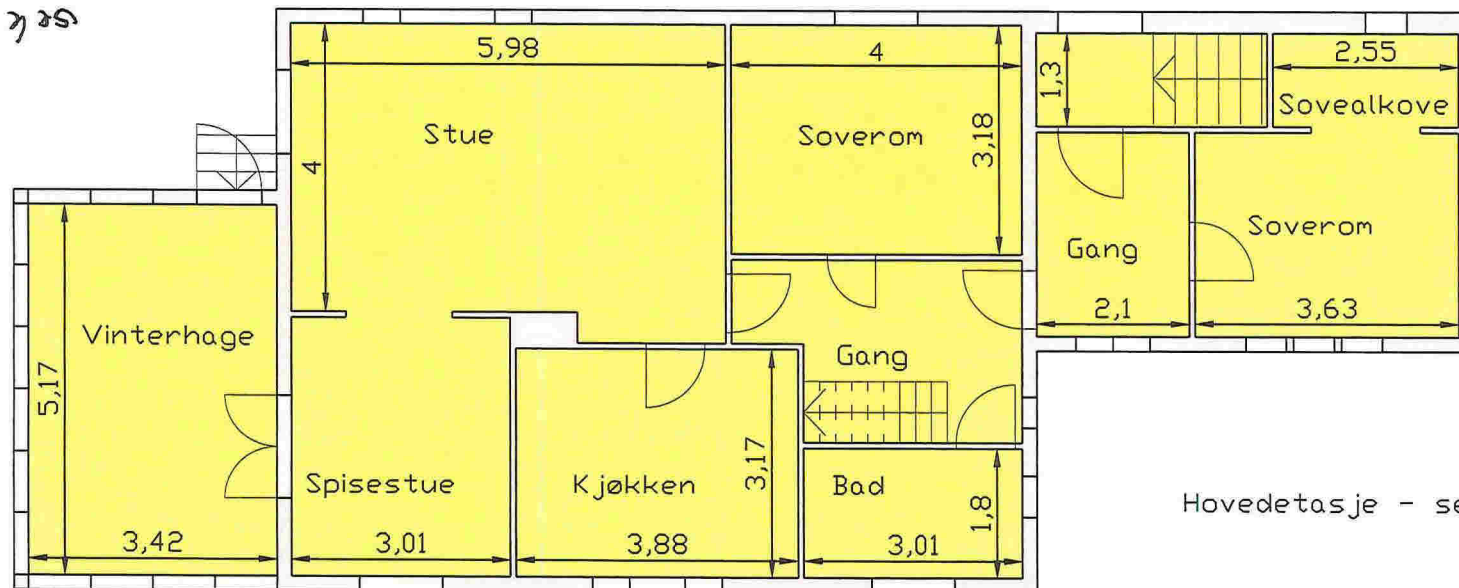 5,98
4
2,55
1,3
Sovealkove
Stue
Soverom
3,18
4
Soverom
Gang
Vinterhage
2,1
3,63
Gang
5,17
3,17
Spisestue
Kjøkken
Bad
1,8
Hovedetasje - se
3,42
3,01
3,88
3,01